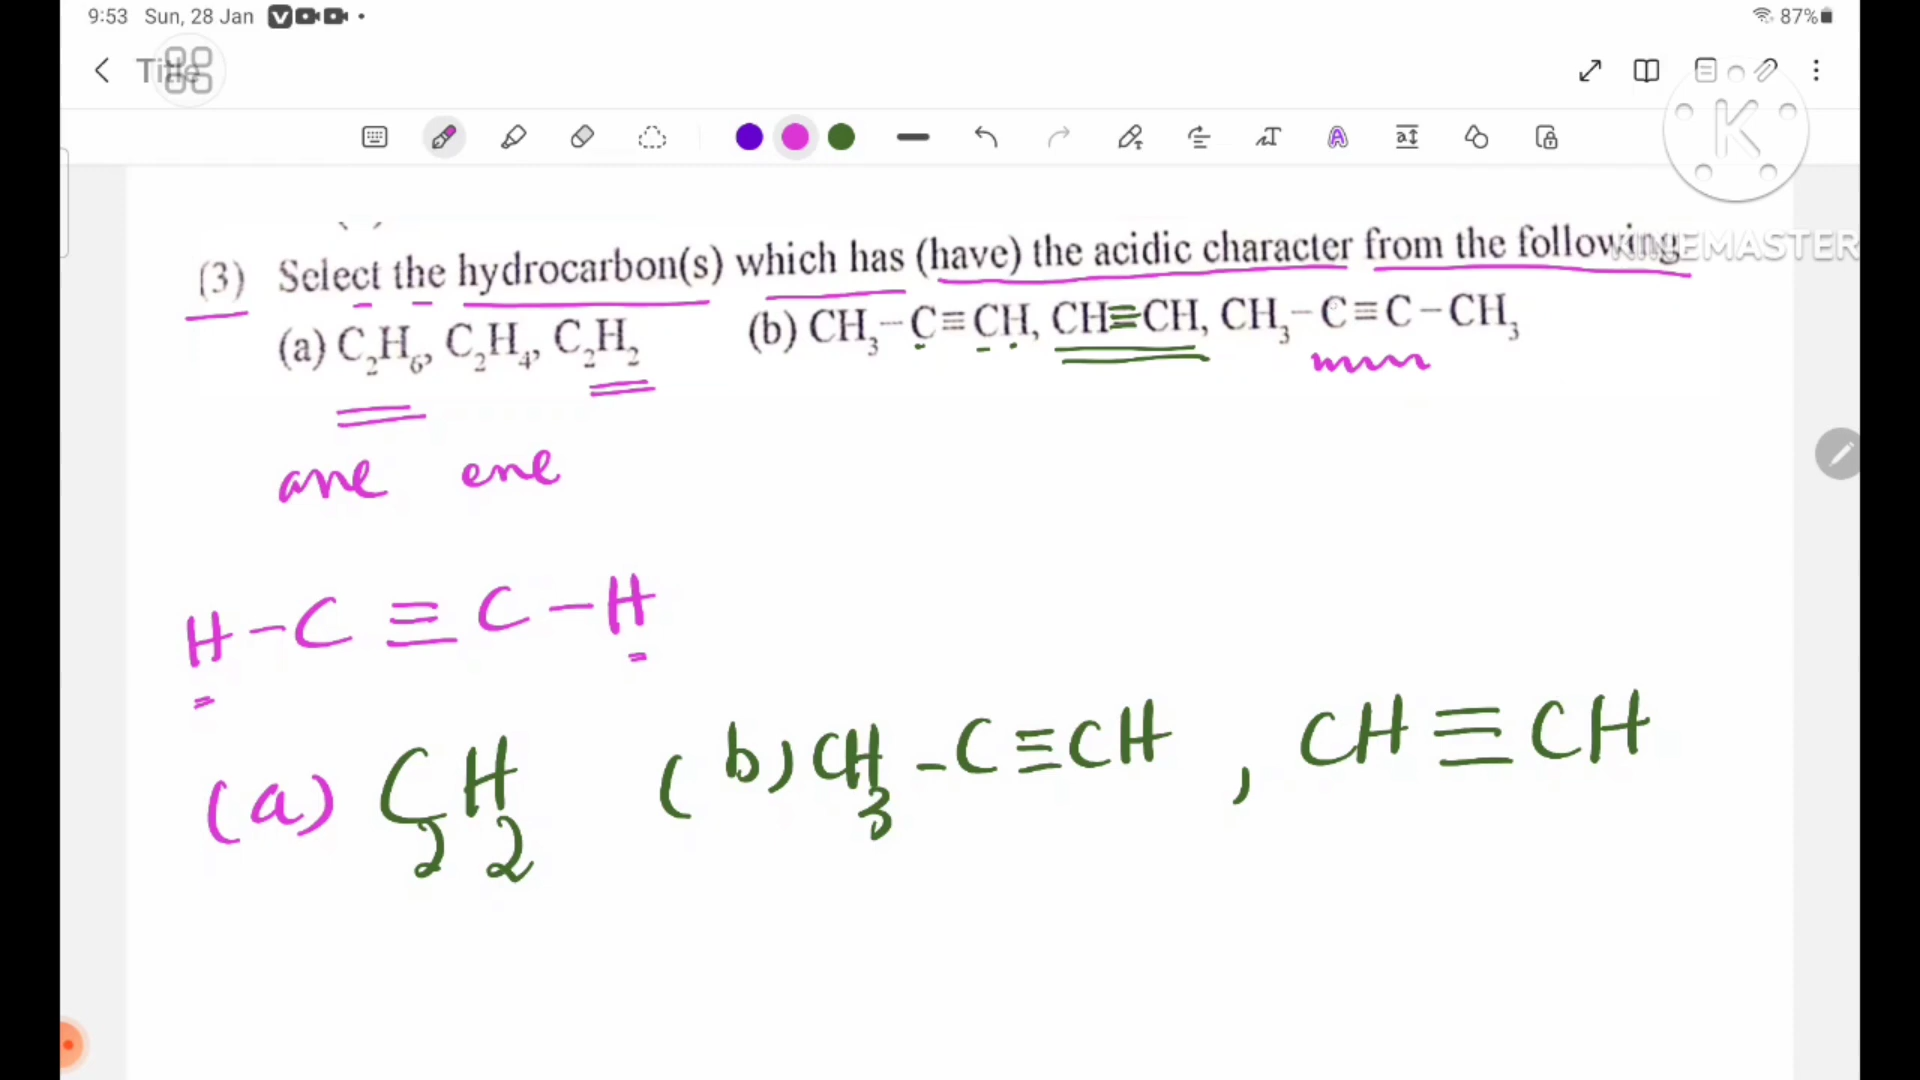 9:53 Sun, 28 Jan
87%
Title
K
KINEMASTER
(3) Select the hydrocarbon(s) which has (have) the acidic character from the following
(a) C₂H₆, C₂H₄, C₂H₂ (b) CH₃–C≡CH, CH≡CH, CH₃–C≡C–CH₃
ane ene
H–C≡C–H
(a) C₂H₂ (b) CH₃–C≡CH, CH≡CH